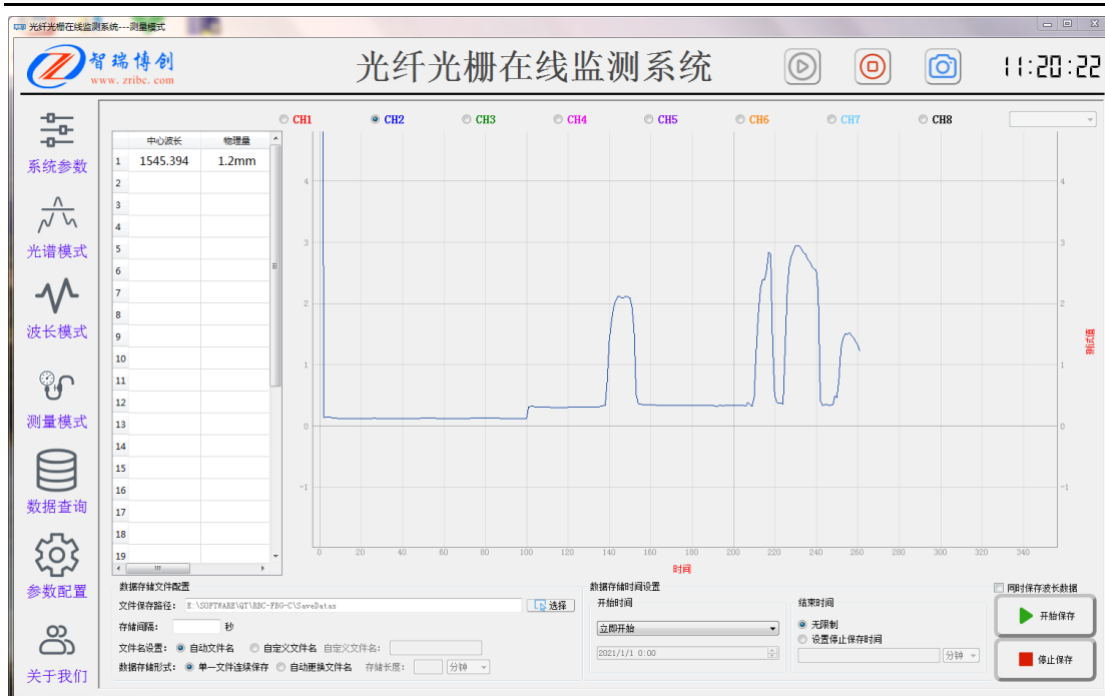 光纤光栅在线监测系统---测量模式
智瑞博创
www.zribc.com
光纤光栅在线监测系统
11:20:22
系统参数
光谱模式
波长模式
测量模式
数据查询
参数配置
关于我们
CH1 CH2 CH3 CH4 CH5 CH6 CH7 CH8
中心波长 物理量
1 1545.394 1.2mm
2
3
4
5
6
7
8
9
10
11
12
13
14
15
16
17
18
19
4 4
3 3
2 2
1 1
0 0
-1 -1
0 20 40 60 80 100 120 140 160 180 200 220 240 260 280 300 320 340
时间
测试值
数据存储文件配置
文件保存路径: E:\SOFTWARE\QT\BBC-FBG-C\SaveDatas 选择
存储间隔: 秒
文件名设置: 自动文件名 自定义文件名 自定义文件名:
数据存储形式: 单一文件连续保存 自动更换文件名 存储长度: 分钟
数据存储时间设置
开始时间
立即开始
2021/1/1 0:00
结束时间
无限制
设置停止保存时间
分钟
同时保存波长数据
开始保存
停止保存